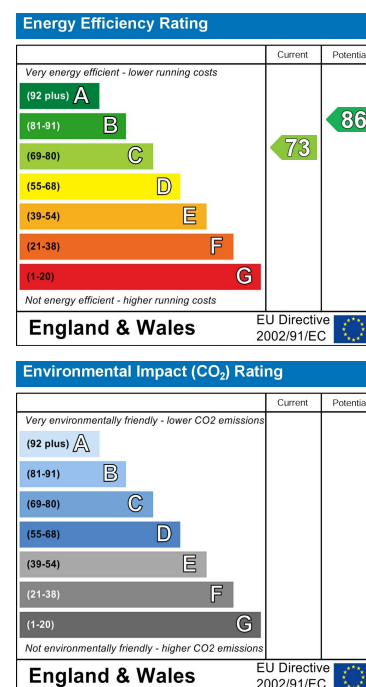 Energy Efficiency Rating
Current Potentia
Very energy efficient - lower running costs
(92 plus) A
(81-91) B
(69-80) C
(55-68) D
(39-54) E
(21-38) F
(1-20) G
73
86
Not energy efficient - higher running costs
England & Wales
EU Directive
2002/91/EC
Environmental Impact (CO₂) Rating
Current Potentia
Very environmentally friendly - lower CO2 emissions
(92 plus) A
(81-91) B
(69-80) C
(55-68) D
(39-54) E
(21-38) F
(1-20) G
Not environmentally friendly - higher CO2 emissions
England & Wales
EU Directive
2002/91/EC